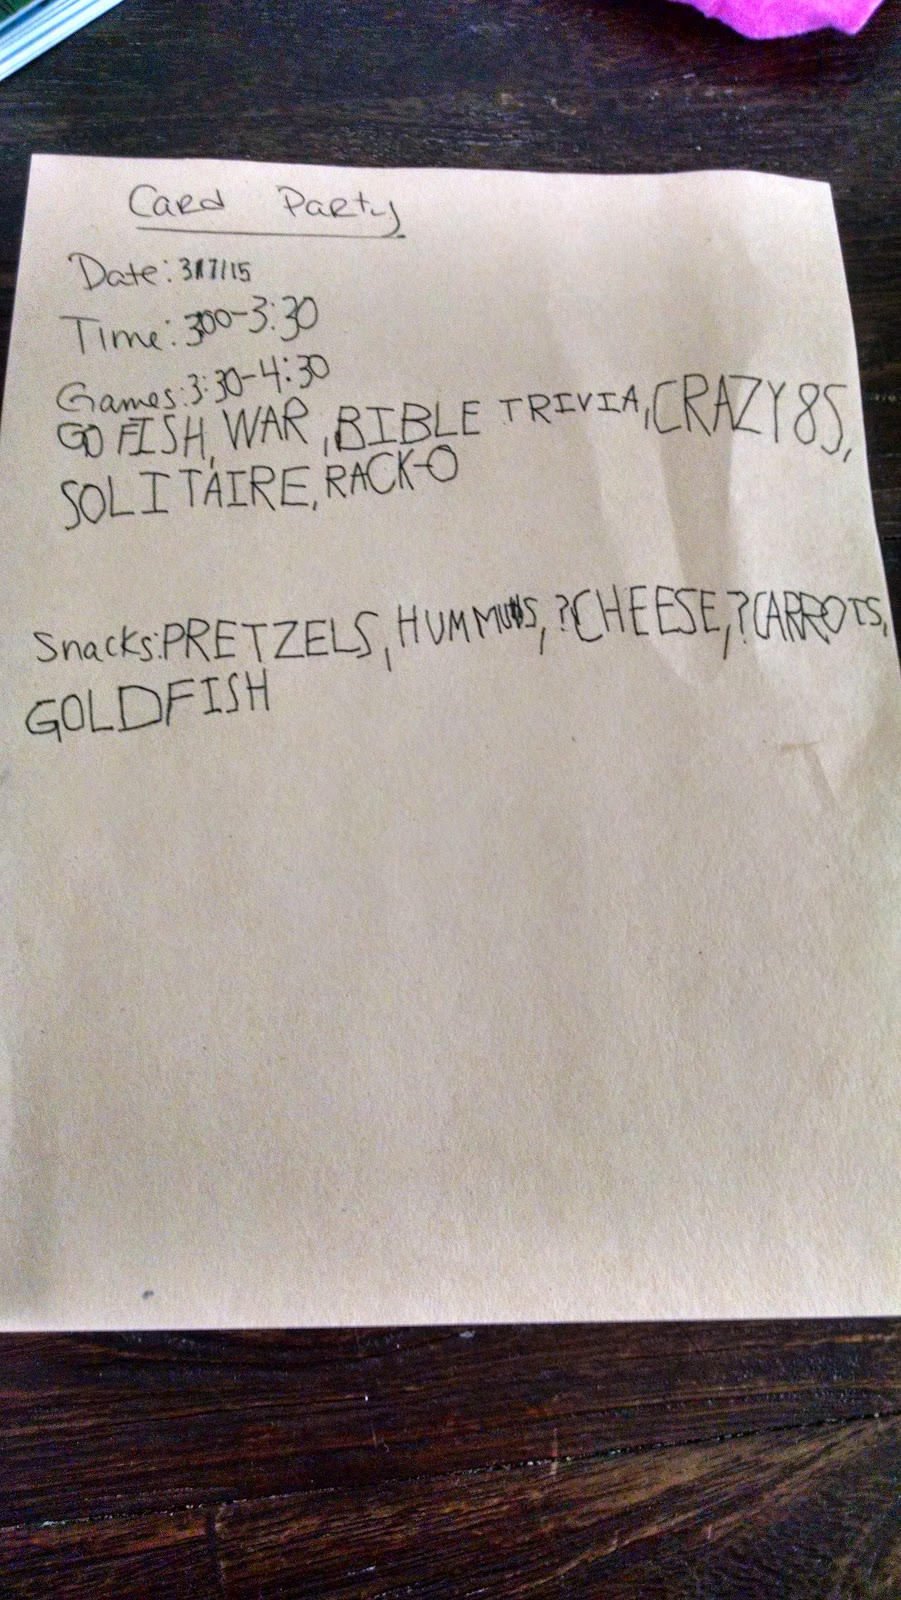 Card Party
Date: 3/7/15
Time: 3:00-3:30
Games: 3:30-4:30
GO FISH, WAR, BIBLE TRIVIA, CRAZY 8S,
SOLITAIRE, RACK-O
Snacks: PRETZELS, HUMMUS, ?CHEESE, ?CARROTS,
GOLDFISH